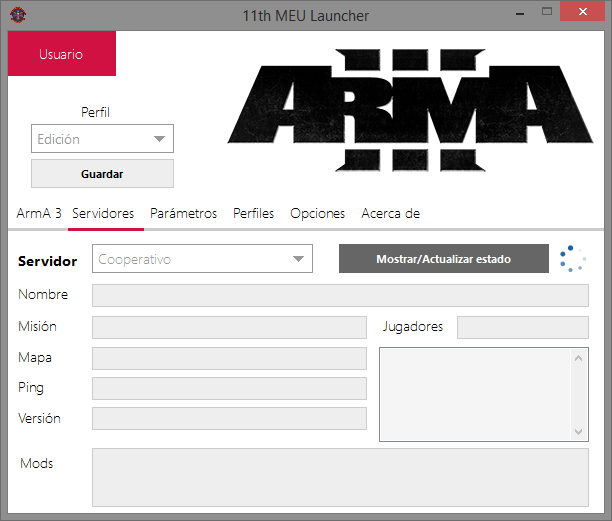 11th MEU Launcher
Usuario
ARMA III
Perfil
Edición
Guardar
ArmA 3 Servidores Parámetros Perfiles Opciones Acerca de
Servidor Cooperativo Mostrar/Actualizar estado
Nombre
Misión Jugadores
Mapa
Ping
Versión
Mods